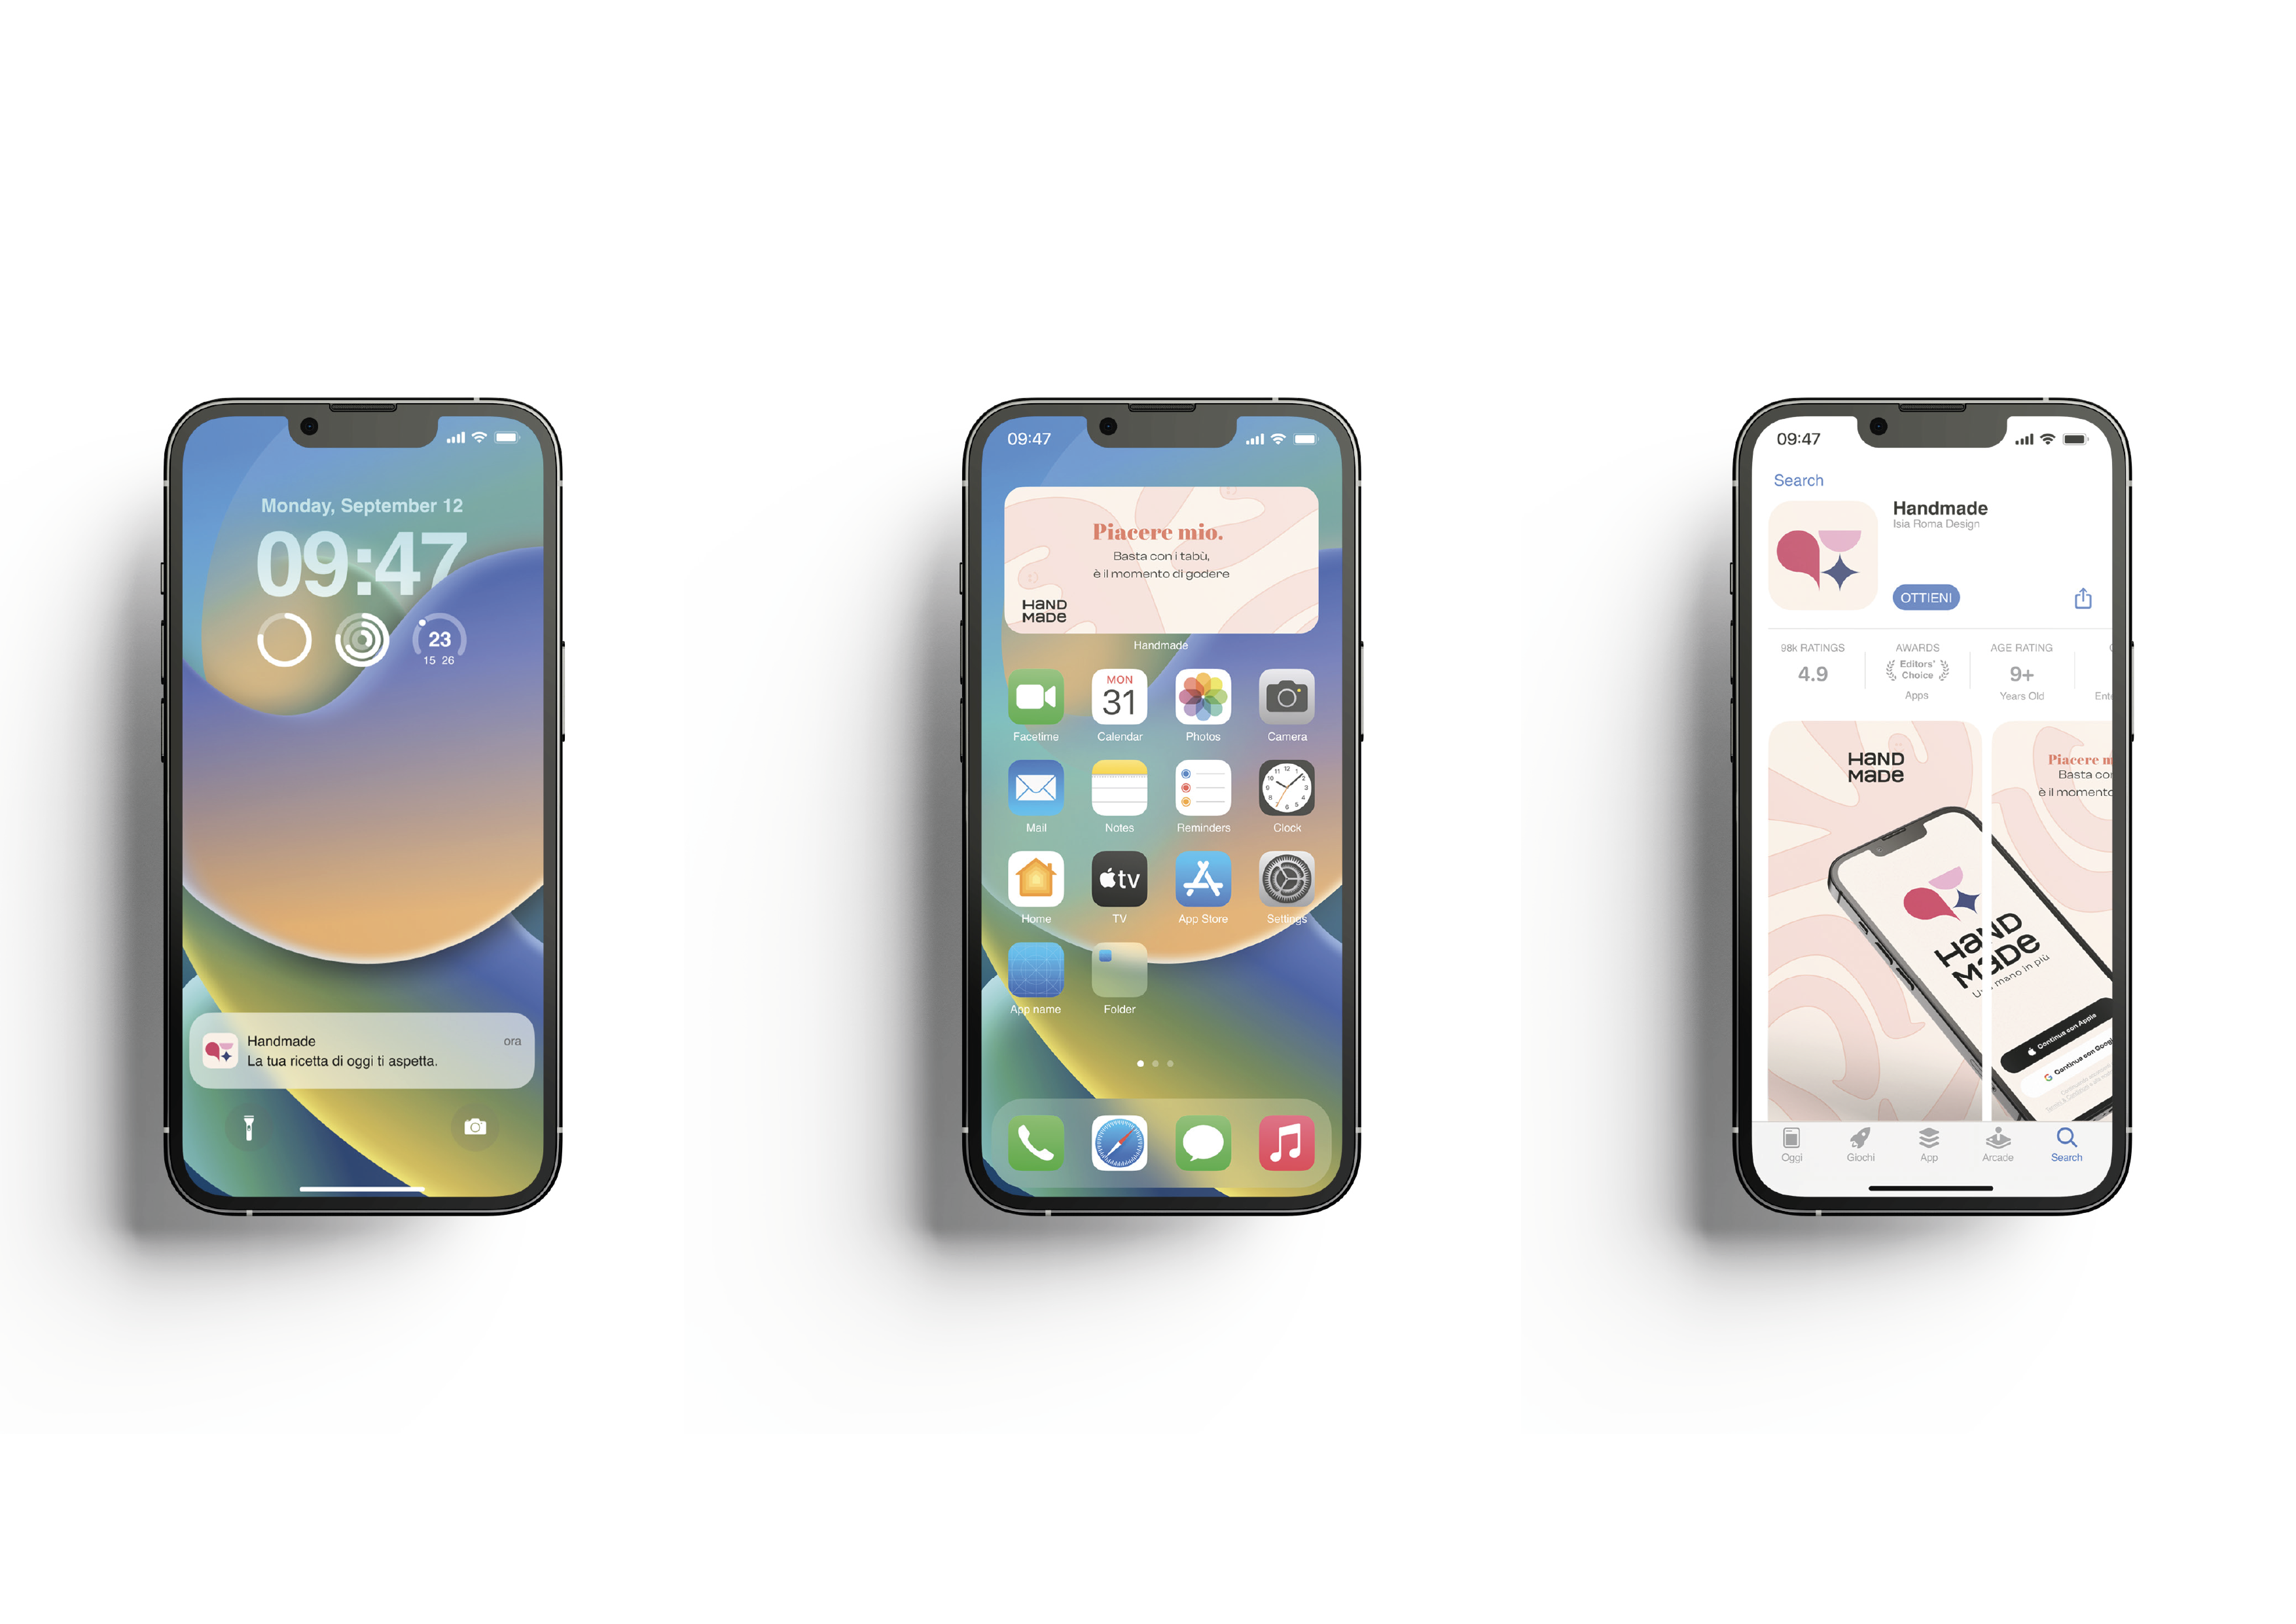 Monday, September 12
09:47
23
15 26
Handmade
ora
La tua ricetta di oggi ti aspetta.
09:47
Piacere mio.
Basta con i tabù,
è il momento di godere
HaND
MaDe
Handmade
MON
31
Facetime
Calendar
Photos
Camera
Mail
Notes
Reminders
Clock
tv
Home
TV
App Store
Settings
App name
Folder
09:47
Search
Handmade
Isia Roma Design
OTTIENI
98k RATINGS
AWARDS
AGE RATING
4.9
Editors'
Choice
9+
Apps
Years Old
Ent
HaND
MaDe
Piacere m
Basta co
è il momento
HaND
MaDe
mano in più
Continua con Apple
Continua con Googl
Oggi
Giochi
App
Arcade
Search